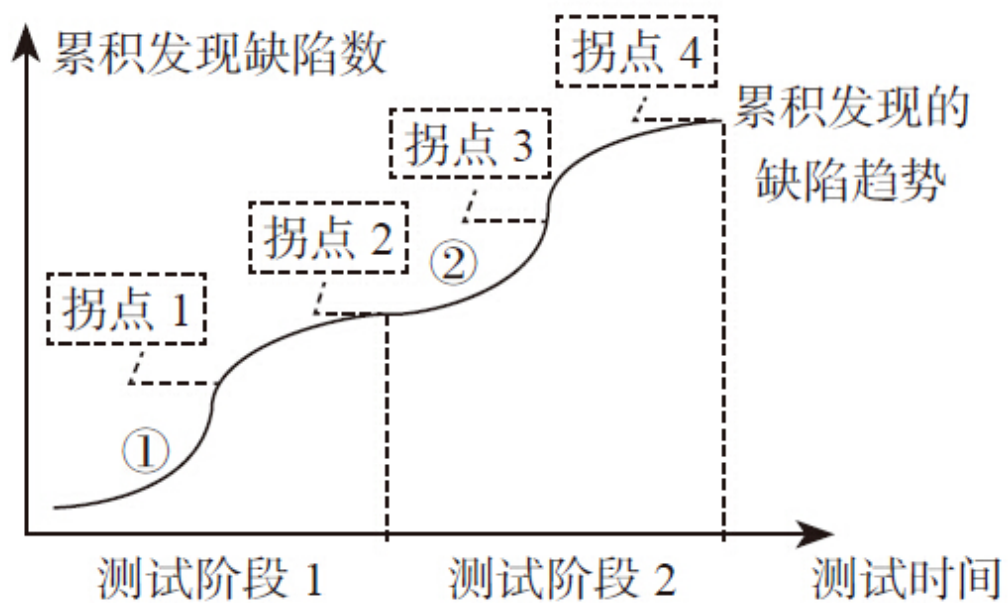 累积发现缺陷数
拐点 4
累积发现的
缺陷趋势
拐点 3
拐点 2
②
拐点 1
①
测试阶段 1
测试阶段 2
测试时间